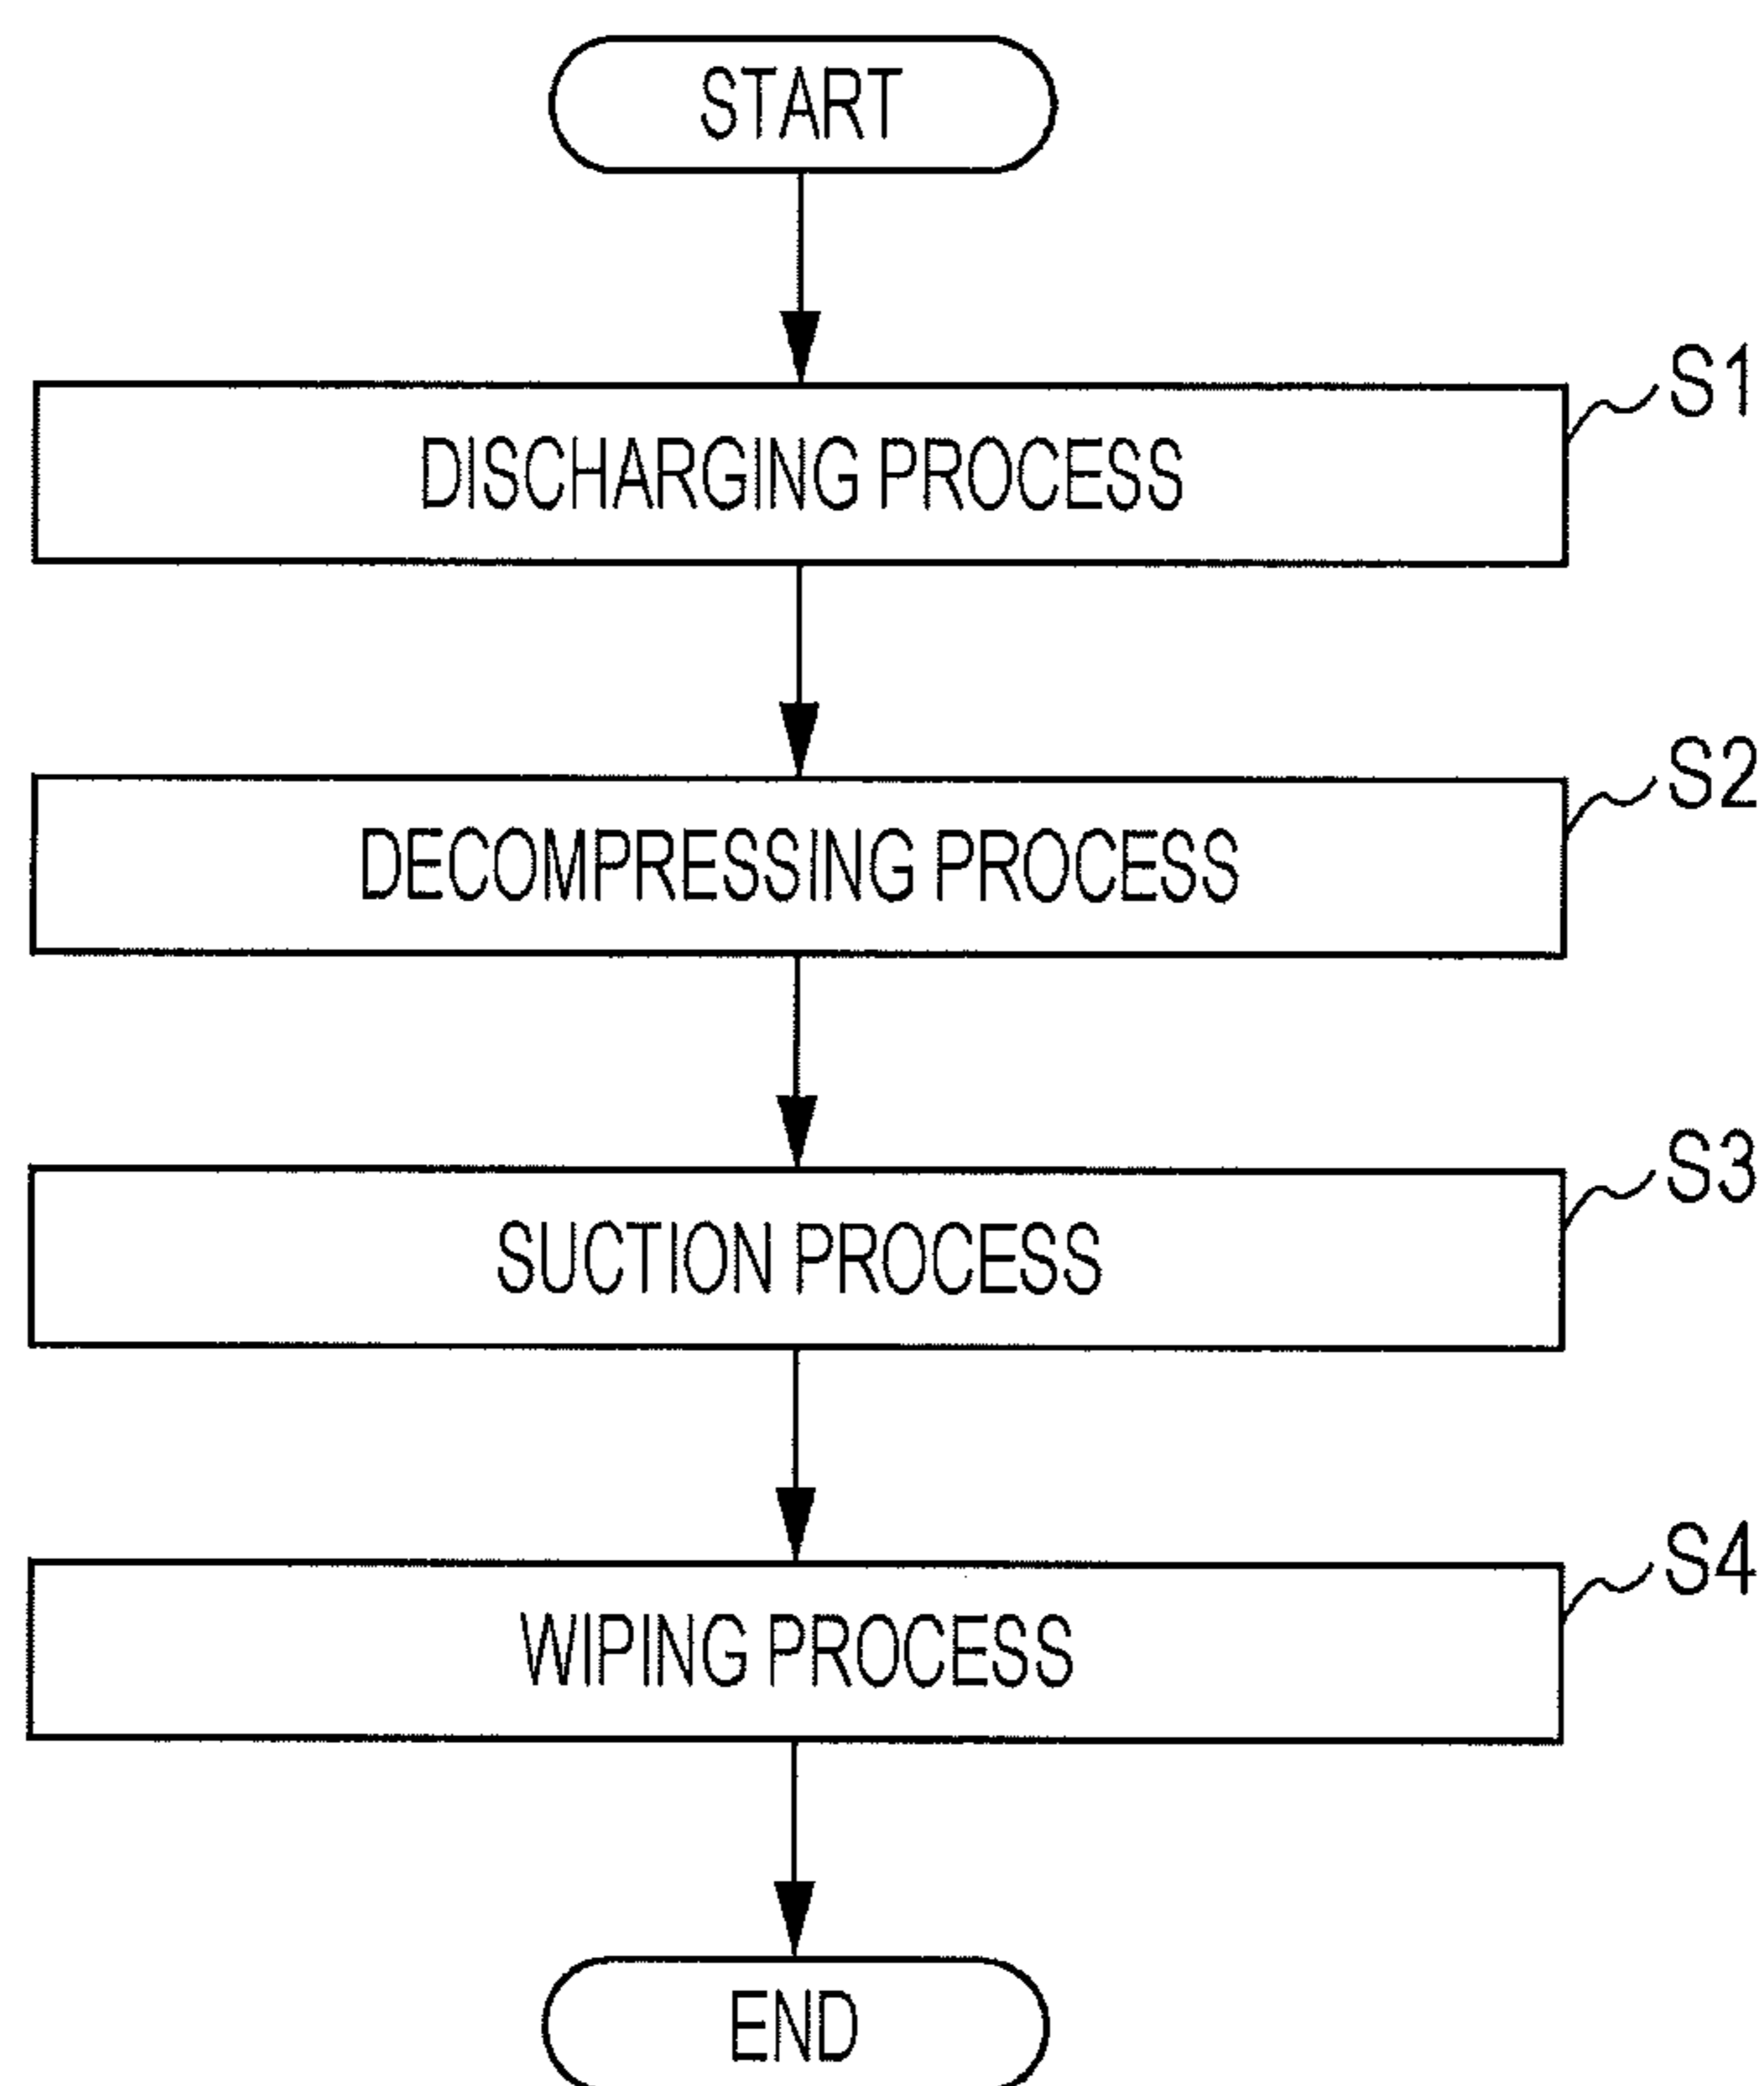 START
S1
DISCHARGING PROCESS
S2
DECOMPRESSING PROCESS
S3
SUCTION PROCESS
S4
WIPING PROCESS
END